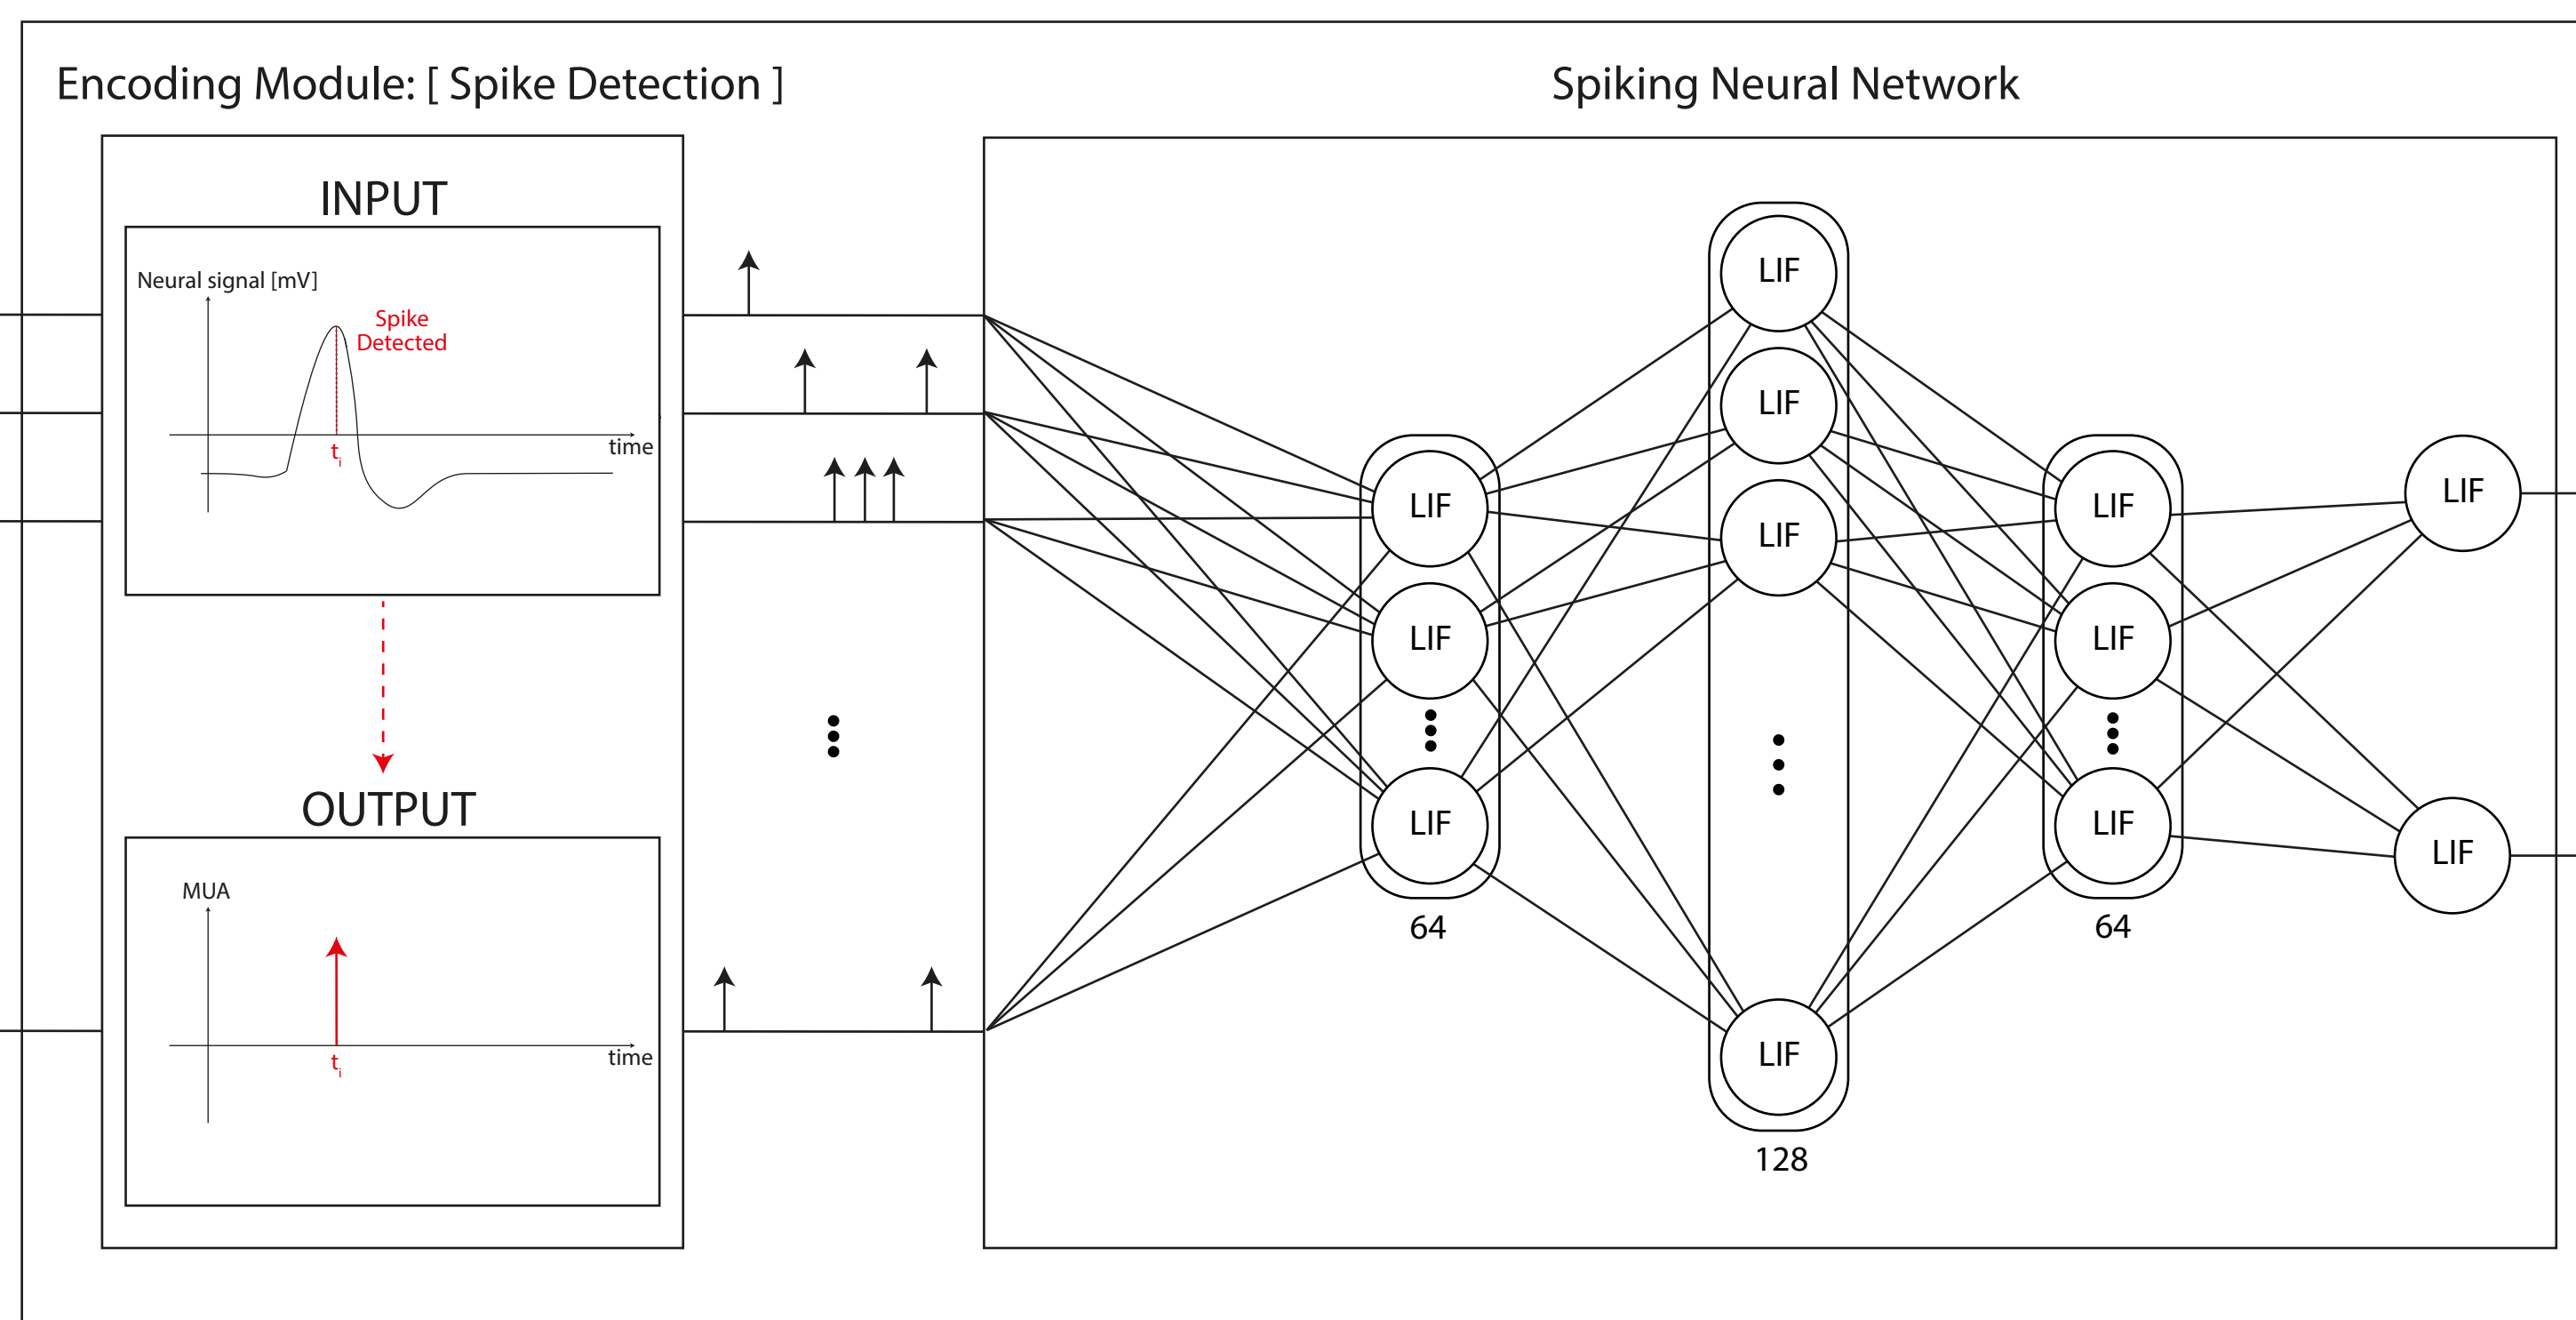 Encoding Module: [ Spike Detection ]
Spiking Neural Network
INPUT
Neural signal [mV]
Spike
Detected
time
ti
OUTPUT
MUA
time
ti
LIF
LIF
LIF
64
LIF
LIF
LIF
LIF
128
LIF
LIF
LIF
64
LIF
LIF